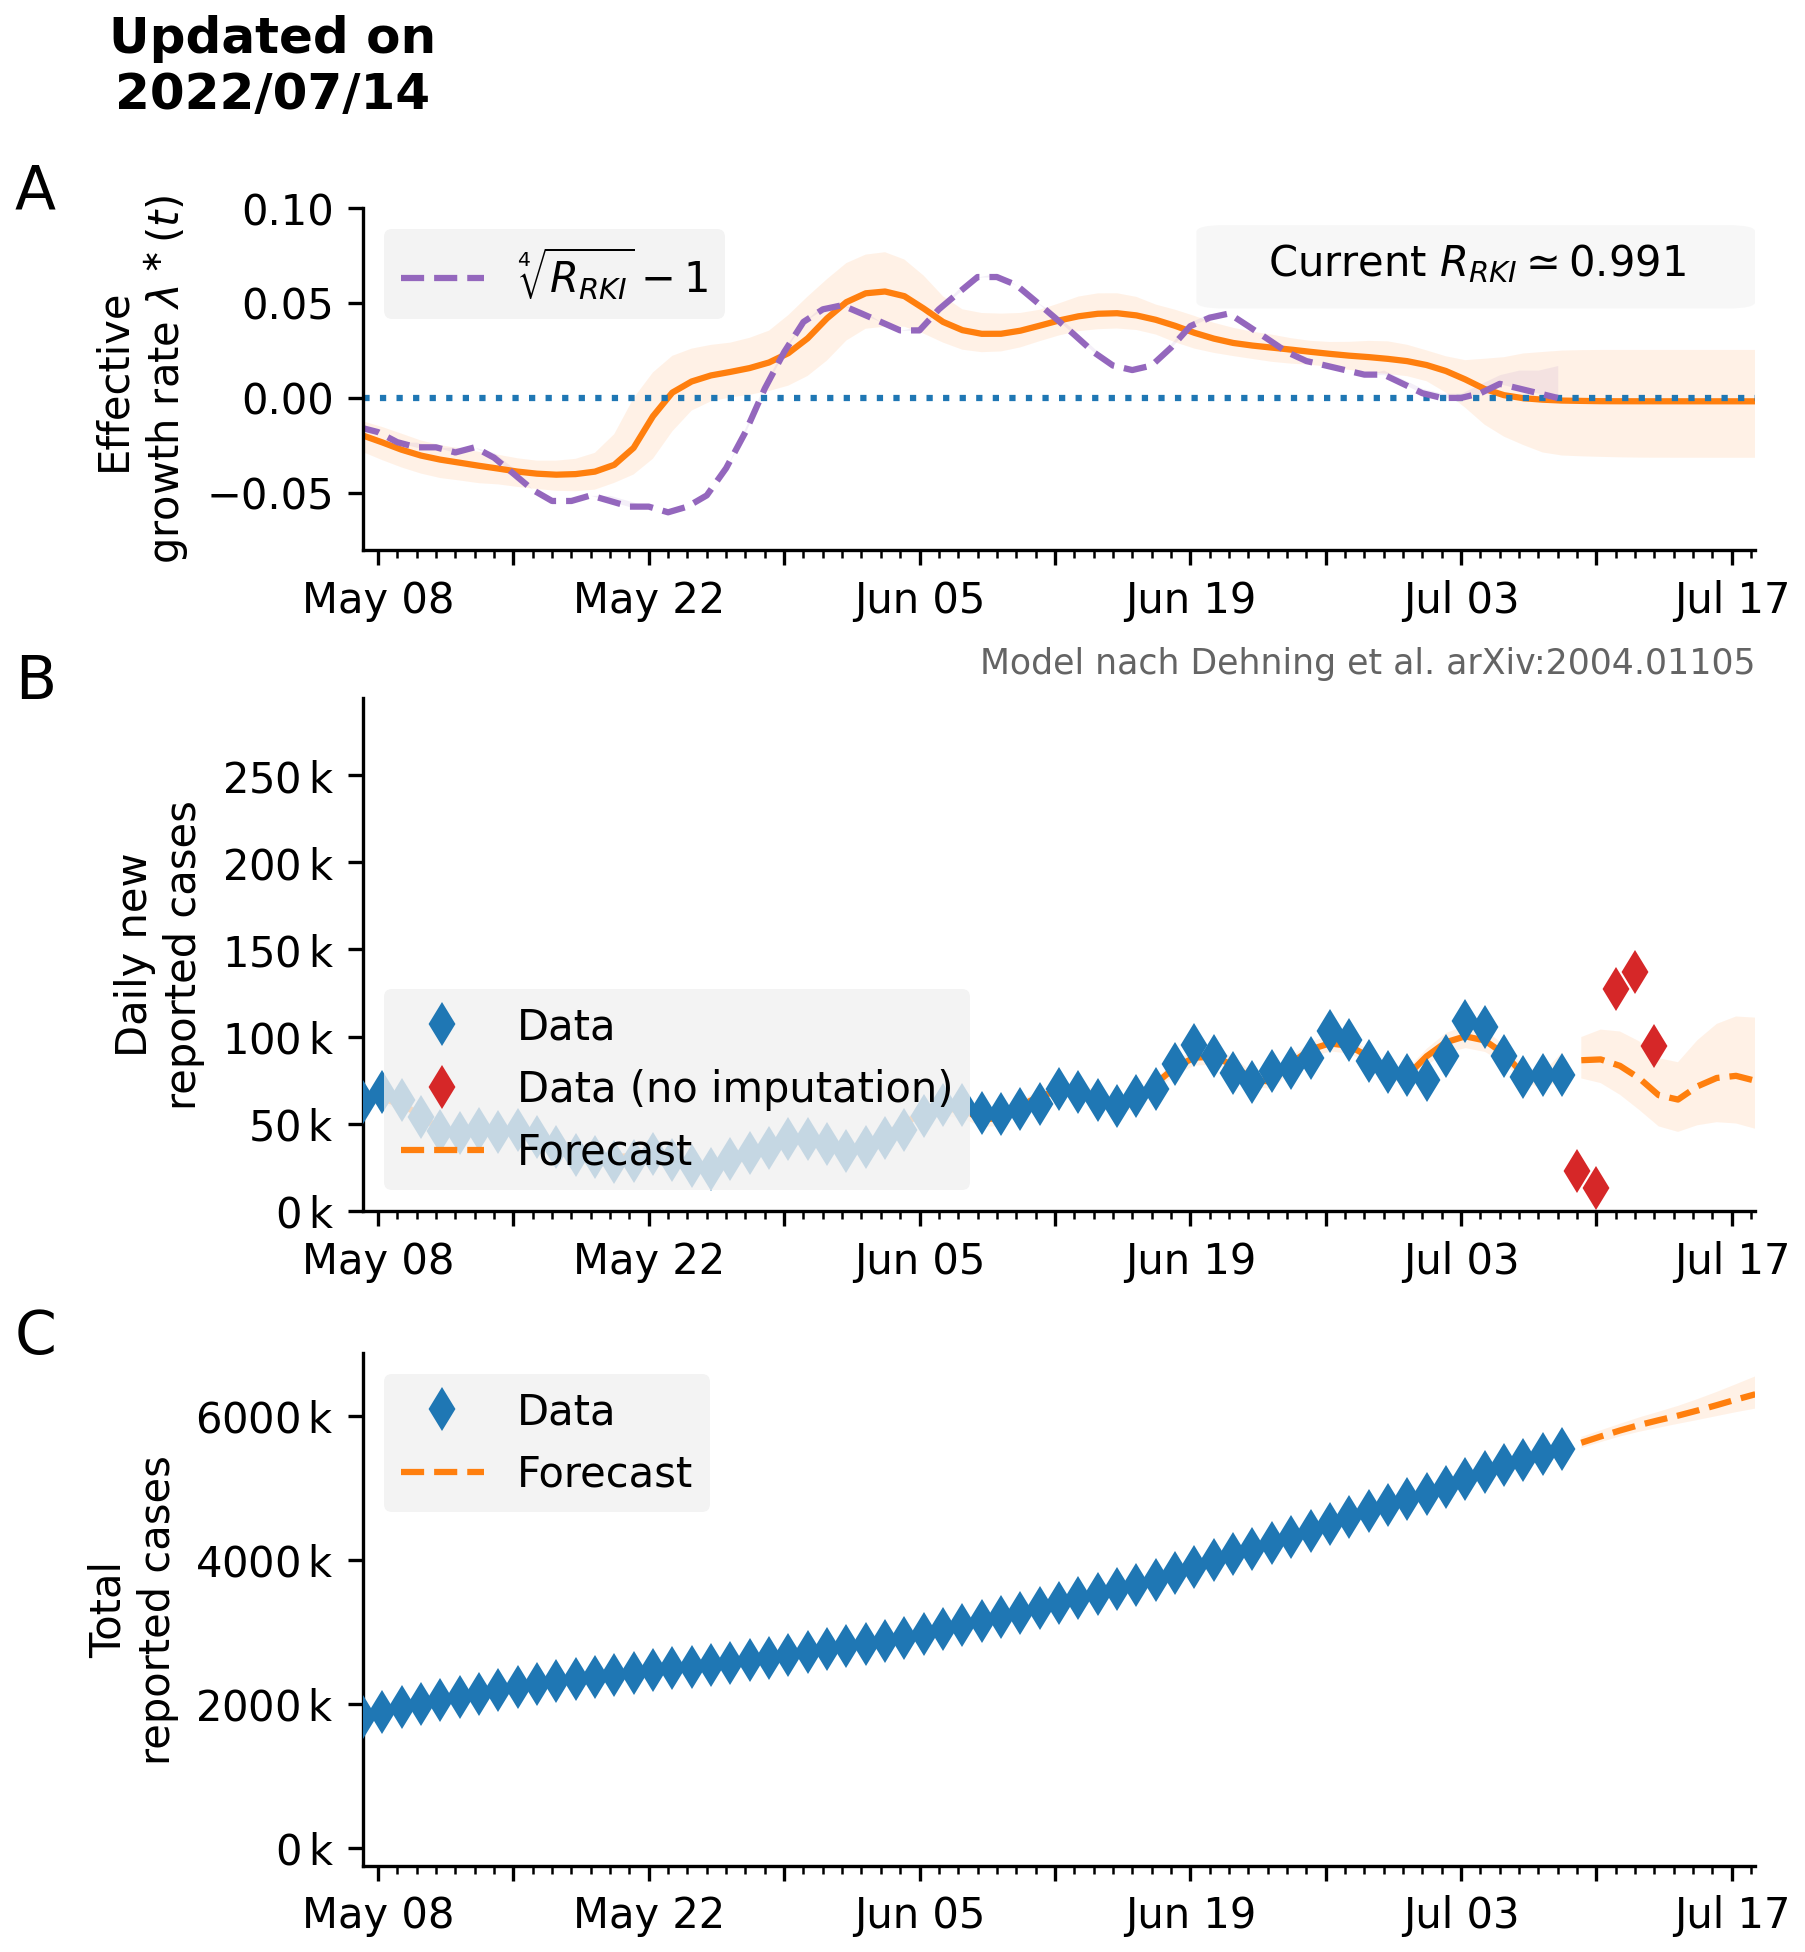 Updated on
2022/07/14
A
Effective
growth rate λ * (t)
0.10
0.05
0.00
−0.05
∜R_RKI − 1
Current R_RKI ≃ 0.991
May 08
May 22
Jun 05
Jun 19
Jul 03
Jul 17
B
Model nach Dehning et al. arXiv:2004.01105
Daily new
reported cases
250 k
200 k
150 k
100 k
50 k
0 k
Data
Data (no imputation)
Forecast
May 08
May 22
Jun 05
Jun 19
Jul 03
Jul 17
C
Total
reported cases
6000 k
4000 k
2000 k
0 k
Data
Forecast
May 08
May 22
Jun 05
Jun 19
Jul 03
Jul 17